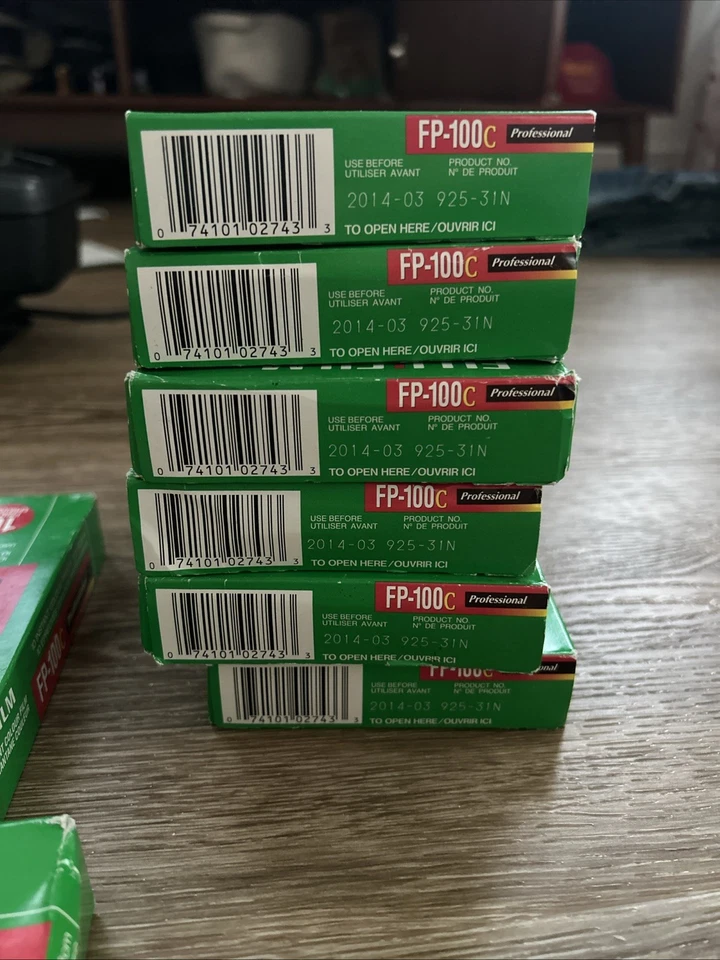 FP-100C Professional
USE BEFORE PRODUCT NO.
UTILISER AVANT N° DE PRODUIT
2014-03 925-31N
0 74101 02743 3 TO OPEN HERE/OUVRIR ICI
FP-100C Professional
USE BEFORE PRODUCT NO.
UTILISER AVANT N° DE PRODUIT
2014-03 925-31N
0 74101 02743 3 TO OPEN HERE/OUVRIR ICI
FP-100C Professional
USE BEFORE PRODUCT NO.
UTILISER AVANT N° DE PRODUIT
2014-03 925-31N
0 74101 02743 3 TO OPEN HERE/OUVRIR ICI
FP-100C Professional
USE BEFORE PRODUCT NO.
UTILISER AVANT N° DE PRODUIT
2014-03 925-31N
0 74101 02743 3 TO OPEN HERE/OUVRIR ICI
FP-100C Professional
USE BEFORE PRODUCT NO.
UTILISER AVANT N° DE PRODUIT
2014-03 925-31N
0 74101 02743 3 TO OPEN HERE/OUVRIR ICI
FP-100C
USE BEFORE PRODUCT NO.
UTILISER AVANT N° DE PRODUIT
2014-03 925-31N
0 74101 02743 3 TO OPEN HERE/OUVRIR ICI
FP-100C